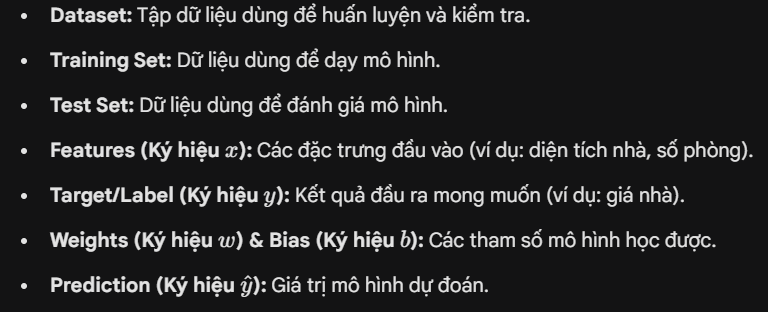 • Dataset: Tập dữ liệu dùng để huấn luyện và kiểm tra.
• Training Set: Dữ liệu dùng để dạy mô hình.
• Test Set: Dữ liệu dùng để đánh giá mô hình.
• Features (Ký hiệu x): Các đặc trưng đầu vào (ví dụ: diện tích nhà, số phòng).
• Target/Label (Ký hiệu y): Kết quả đầu ra mong muốn (ví dụ: giá nhà).
• Weights (Ký hiệu w) & Bias (Ký hiệu b): Các tham số mô hình học được.
• Prediction (Ký hiệu ŷ): Giá trị mô hình dự đoán.